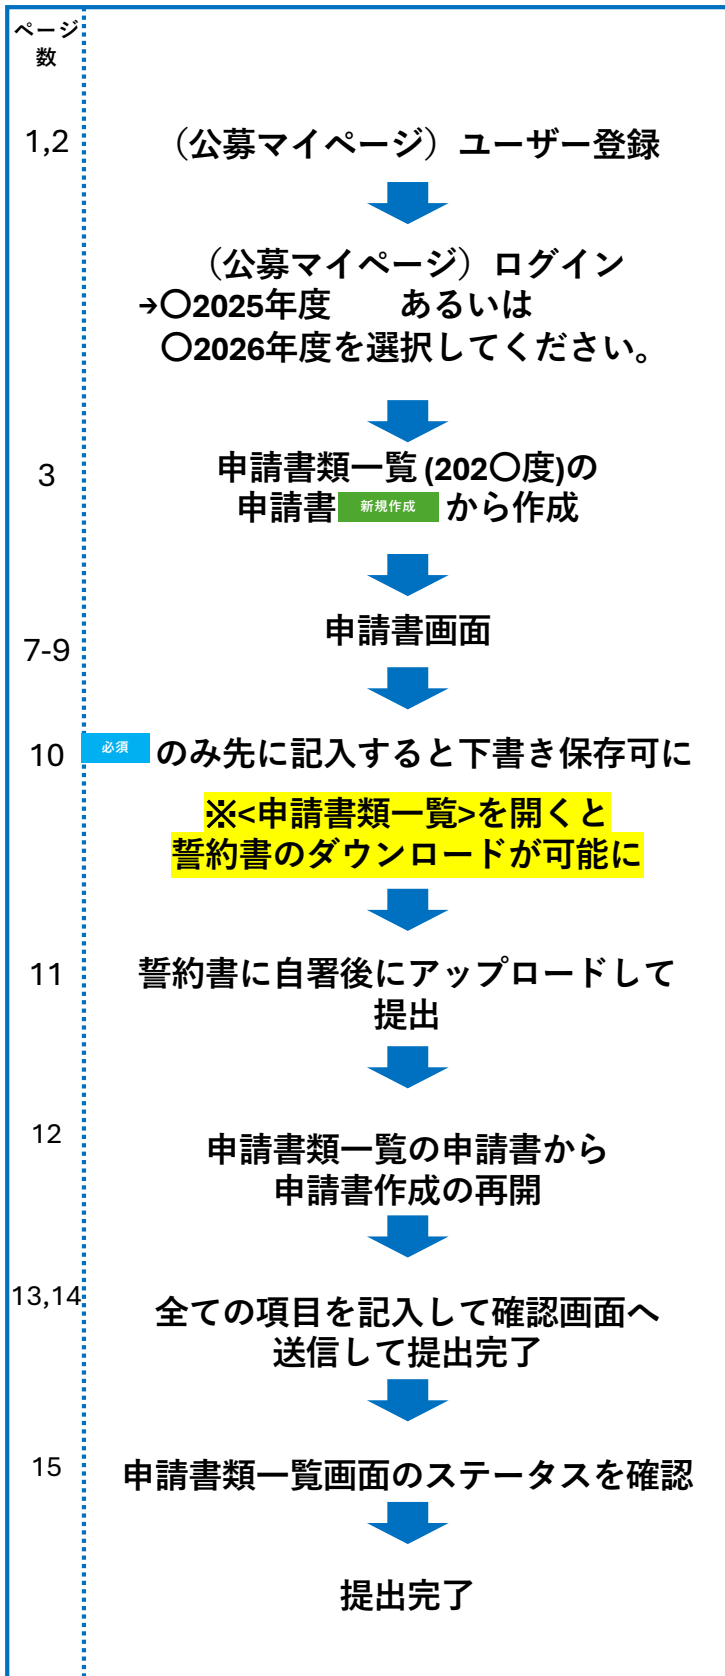 ページ
数
1,2
（公募マイページ）ユーザー登録
（公募マイページ）ログイン
→〇2025年度　　あるいは
〇2026年度を選択してください。
3
申請書類一覧 (202〇度)の
申請書 新規作成 から作成
申請書画面
7-9
10 必須 のみ先に記入すると下書き保存可に
※<申請書類一覧>を開くと
誓約書のダウンロードが可能に
11
誓約書に自署後にアップロードして
提出
12
申請書類一覧の申請書から
申請書作成の再開
13,14
全ての項目を記入して確認画面へ
送信して提出完了
15
申請書類一覧画面のステータスを確認
提出完了